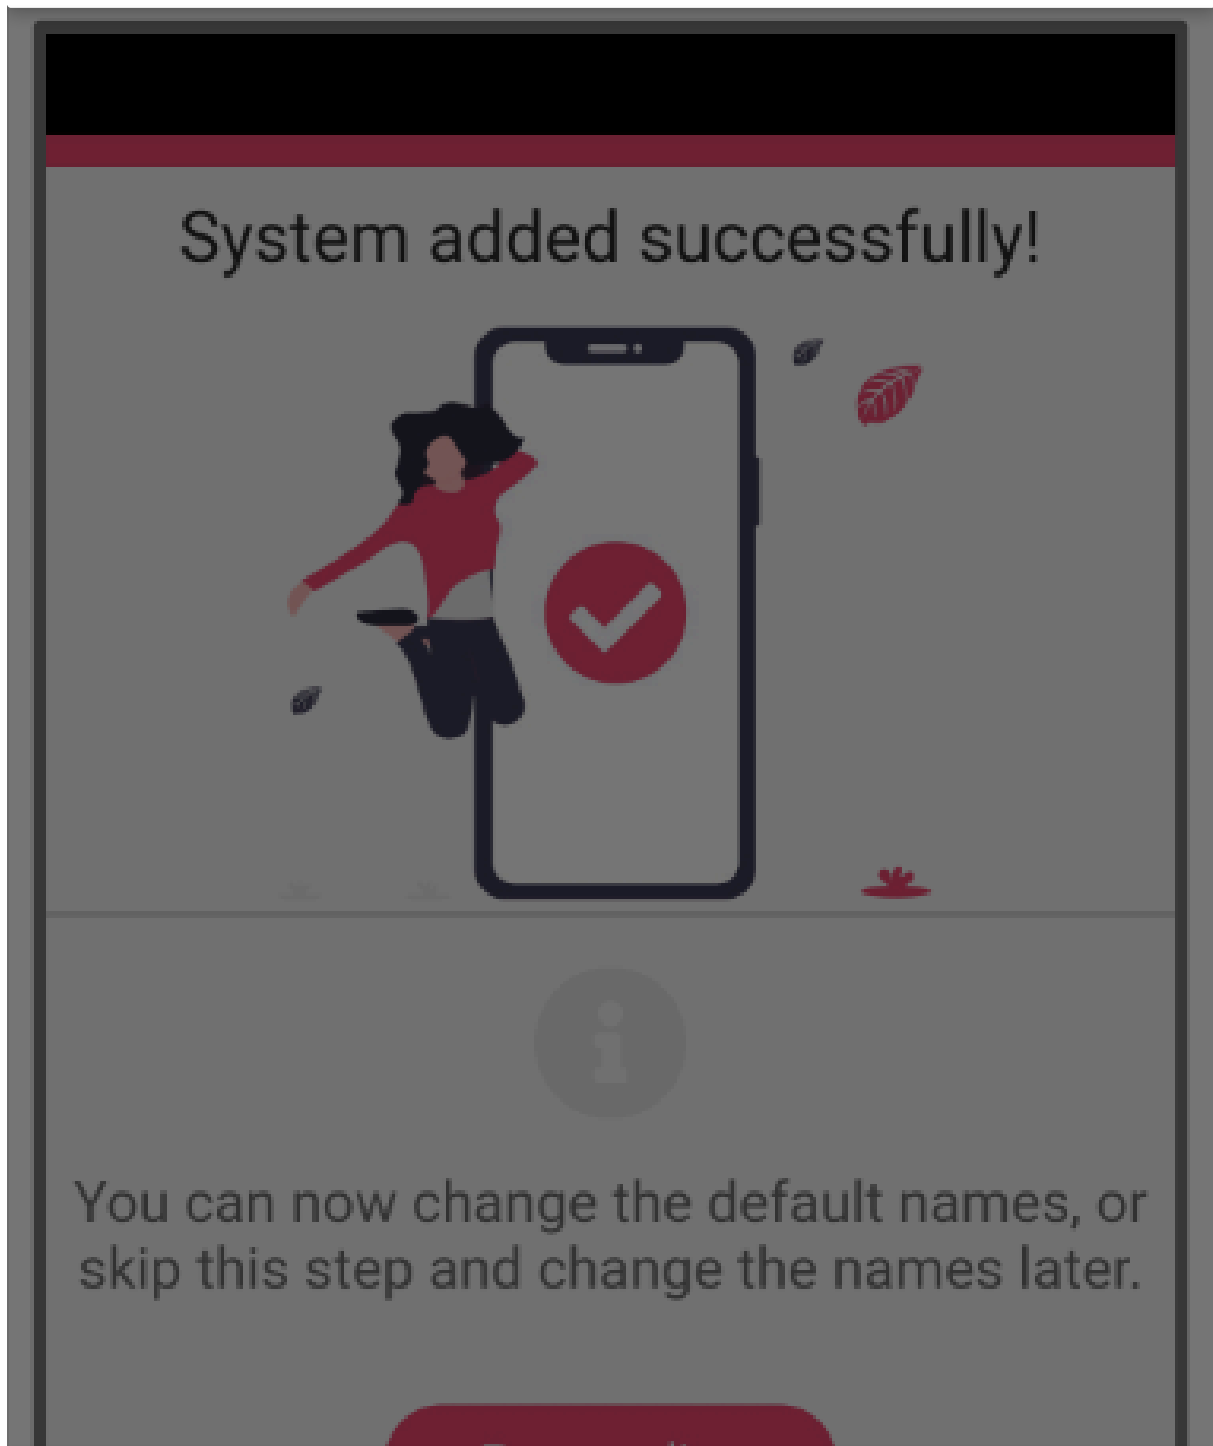 System added successfully!
You can now change the default names, or
skip this step and change the names later.